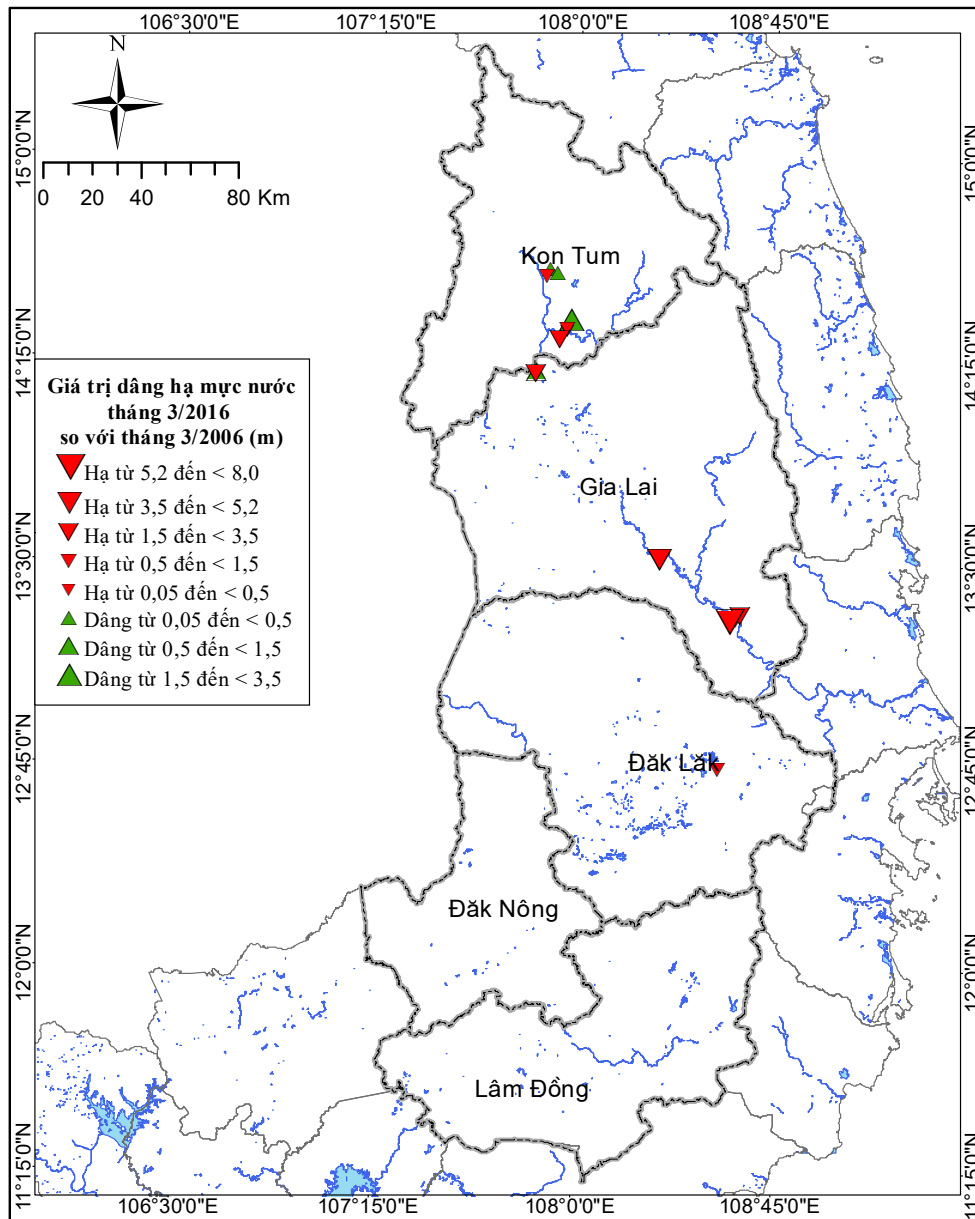 106°30'0"E 107°15'0"E 108°0'0"E 108°45'0"E
N
0 20 40 80 Km
15°0'0"N
15°0'0"N
Kon Tum
14°15'0"N
14°15'0"N
Giá trị dâng hạ mực nước
tháng 3/2016
so với tháng 3/2006 (m)
Hạ từ 5,2 đến < 8,0
Hạ từ 3,5 đến < 5,2
Hạ từ 1,5 đến < 3,5
Hạ từ 0,5 đến < 1,5
Hạ từ 0,05 đến < 0,5
Dâng từ 0,05 đến < 0,5
Dâng từ 0,5 đến < 1,5
Dâng từ 1,5 đến < 3,5
Gia Lai
13°30'0"N
13°30'0"N
Đăk Lăk
12°45'0"N
12°45'0"N
Đăk Nông
12°0'0"N
12°0'0"N
Lâm Đồng
11°15'0"N
11°15'0"N
106°30'0"E 107°15'0"E 108°0'0"E 108°45'0"E